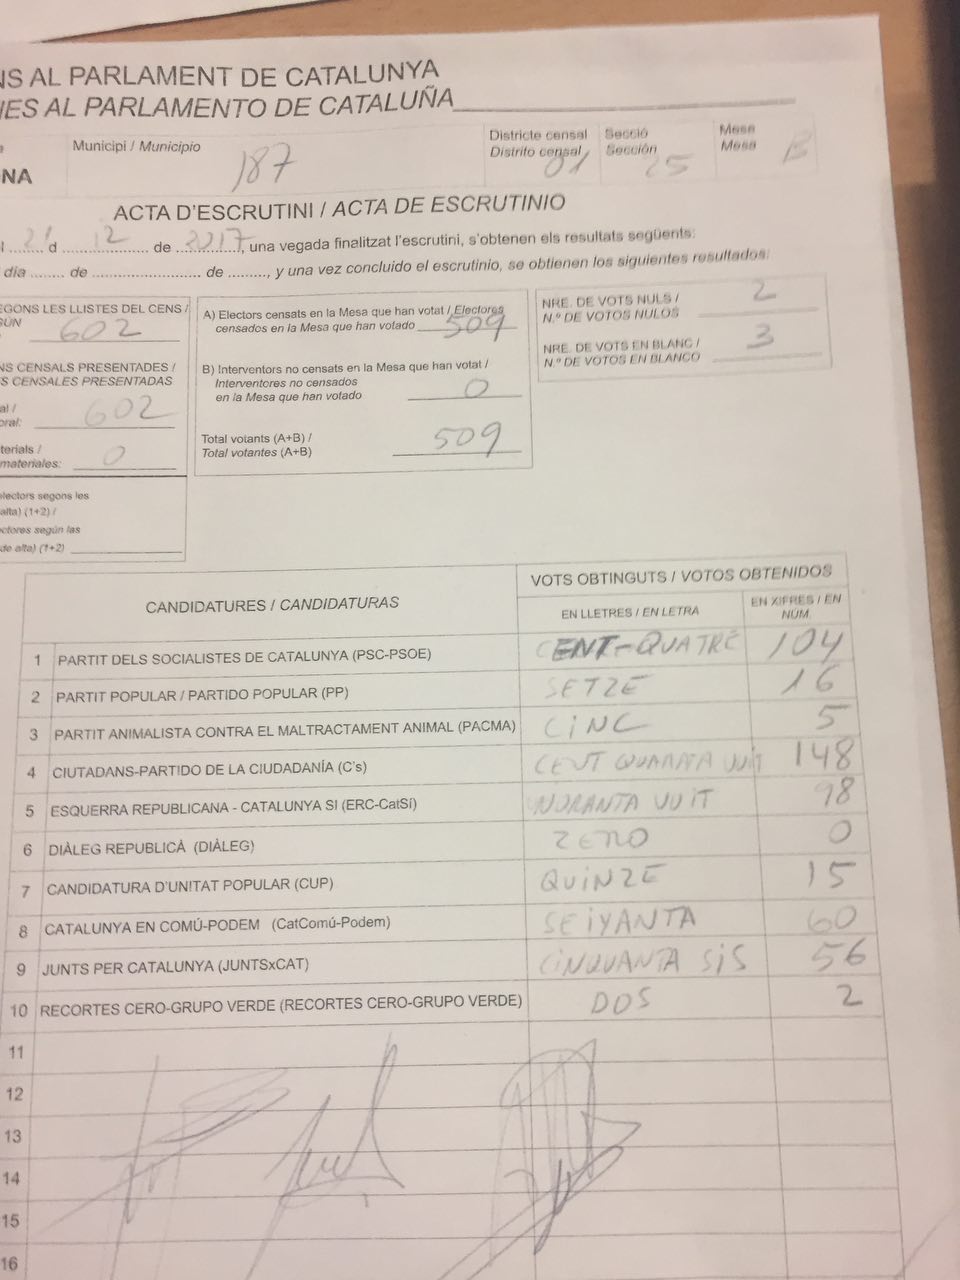 NS AL PARLAMENT DE CATALUNYA
NES AL PARLAMENTO DE CATALUÑA
Municipi / Municipio
187
Districte censal
Distrito censal
01
Secció
Sección
25
Mesa
Mesa
B
NA
ACTA D'ESCRUTINI / ACTA DE ESCRUTINIO
21 d 12 de 2017, una vegada finalitzat l'escrutini, s'obtenen els resultats següents:
día ........ de ............................ de .........., y una vez concluido el escrutinio, se obtienen los siguientes resultados:
EGONS LES LLISTES DEL CENS /
GÚN
602
NS CENSALS PRESENTADES /
S CENSALES PRESENTADAS
al /
oral: 602
terials /
materiales: 0
electors segons les
alta) (1+2) /
ctores según las
de alta) (1+2)
A) Electors censats en la Mesa que han votat / Electores
censados en la Mesa que han votado 509
B) Interventors no censats en la Mesa que han votat /
Interventores no censados
en la Mesa que han votado 0
Total votants (A+B) /
Total votantes (A+B) 509
NRE. DE VOTS NULS /
N.º DE VOTOS NULOS 2
NRE. DE VOTS EN BLANC /
N.º DE VOTOS EN BLANCO 3
CANDIDATURES / CANDIDATURAS
VOTS OBTINGUTS / VOTOS OBTENIDOS
EN LLETRES / EN LETRA
EN XIFRES / EN
NÚM.
1 PARTIT DELS SOCIALISTES DE CATALUNYA (PSC-PSOE) CENT-QUATRE 104
2 PARTIT POPULAR / PARTIDO POPULAR (PP) SETZE 16
3 PARTIT ANIMALISTA CONTRA EL MALTRACTAMENT ANIMAL (PACMA) CINC 5
4 CIUTADANS-PARTIDO DE LA CIUDADANÍA (C's) CENT QUARATA VUIT 148
5 ESQUERRA REPUBLICANA - CATALUNYA SI (ERC-CatSí) NORANTA VUIT 98
6 DIÀLEG REPUBLICÀ (DIÀLEG) ZERO 0
7 CANDIDATURA D'UNITAT POPULAR (CUP) QUINZE 15
8 CATALUNYA EN COMÚ-PODEM (CatComú-Podem) SEIYANTA 60
9 JUNTS PER CATALUNYA (JUNTSxCAT) CINQUANTA SIS 56
10 RECORTES CERO-GRUPO VERDE (RECORTES CERO-GRUPO VERDE) DOS 2
11
12
13
14
15
16